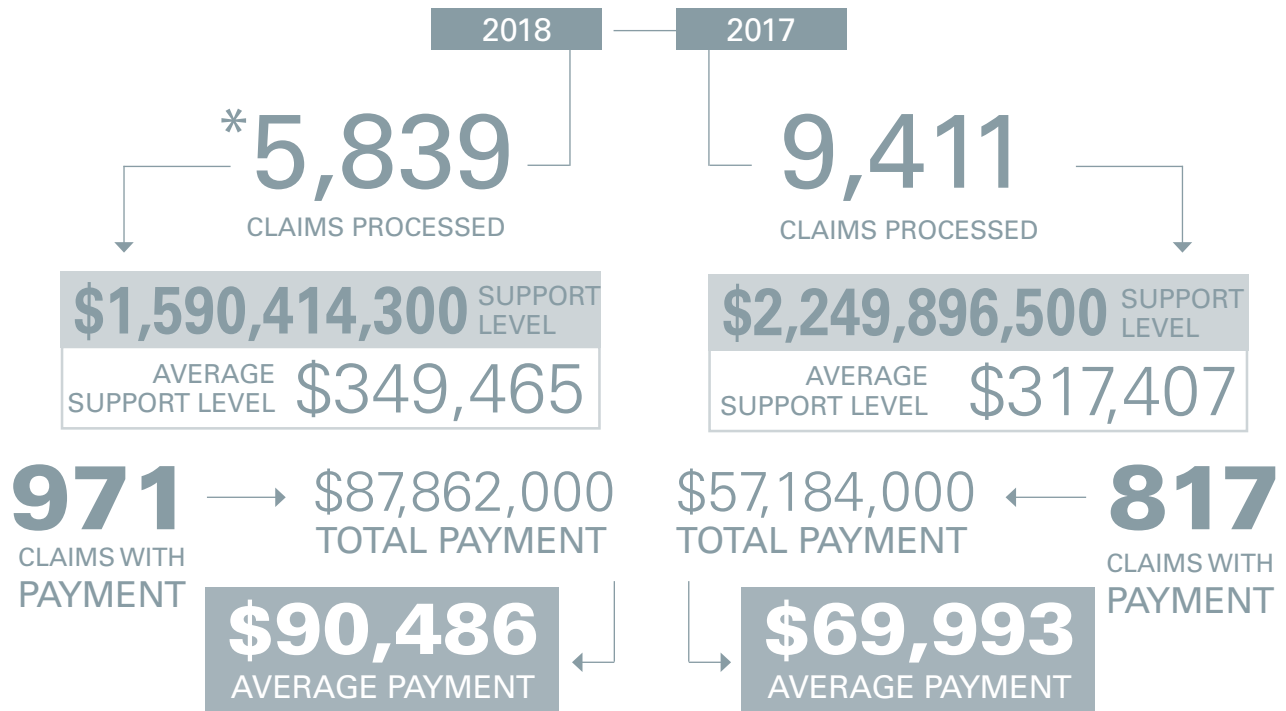 2018
*5,839
CLAIMS PROCESSED
$1,590,414,300
SUPPORT
LEVEL
AVERAGE
SUPPORT LEVEL
$349,465
971
CLAIMS WITH
PAYMENT
$87,862,000
TOTAL PAYMENT
$90,486
AVERAGE PAYMENT
2017
9,411
CLAIMS PROCESSED
$2,249,896,500
SUPPORT
LEVEL
AVERAGE
SUPPORT LEVEL
$317,407
$57,184,000
TOTAL PAYMENT
817
CLAIMS WITH
PAYMENT
$69,993
AVERAGE PAYMENT